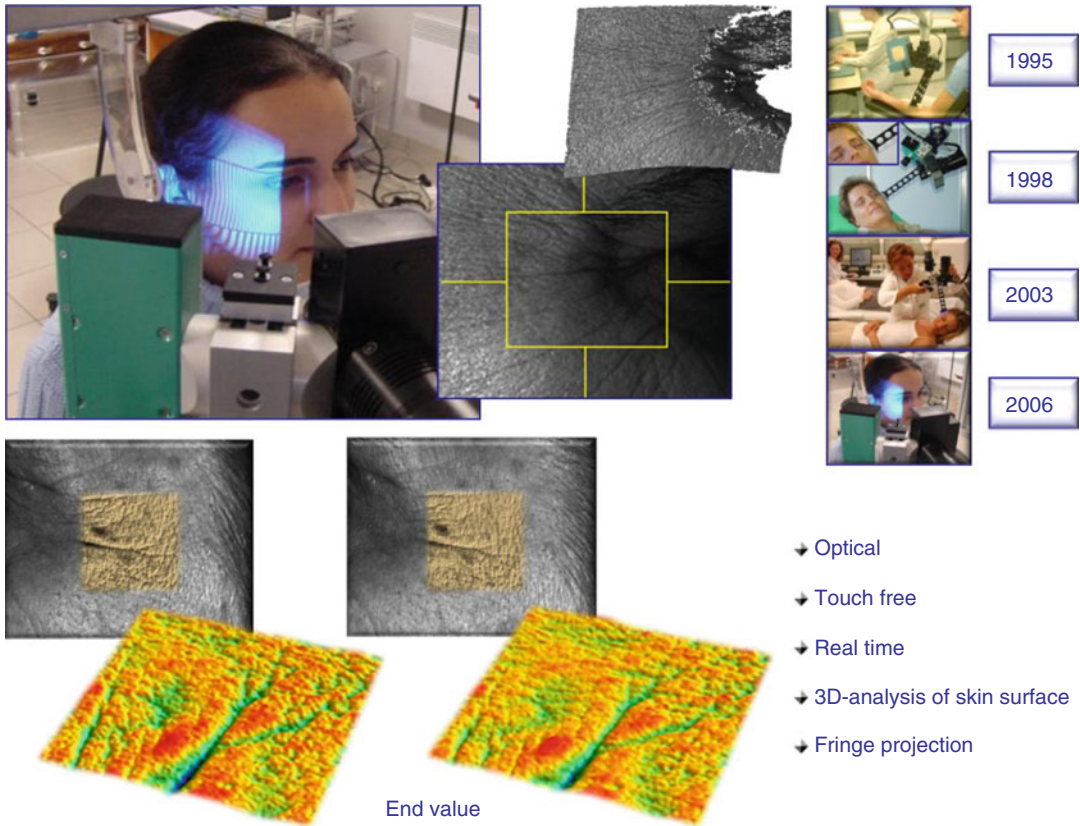 1995
1998
2003
2006
Optical
Touch free
Real time
3D-analysis of skin surface
Fringe projection
End value